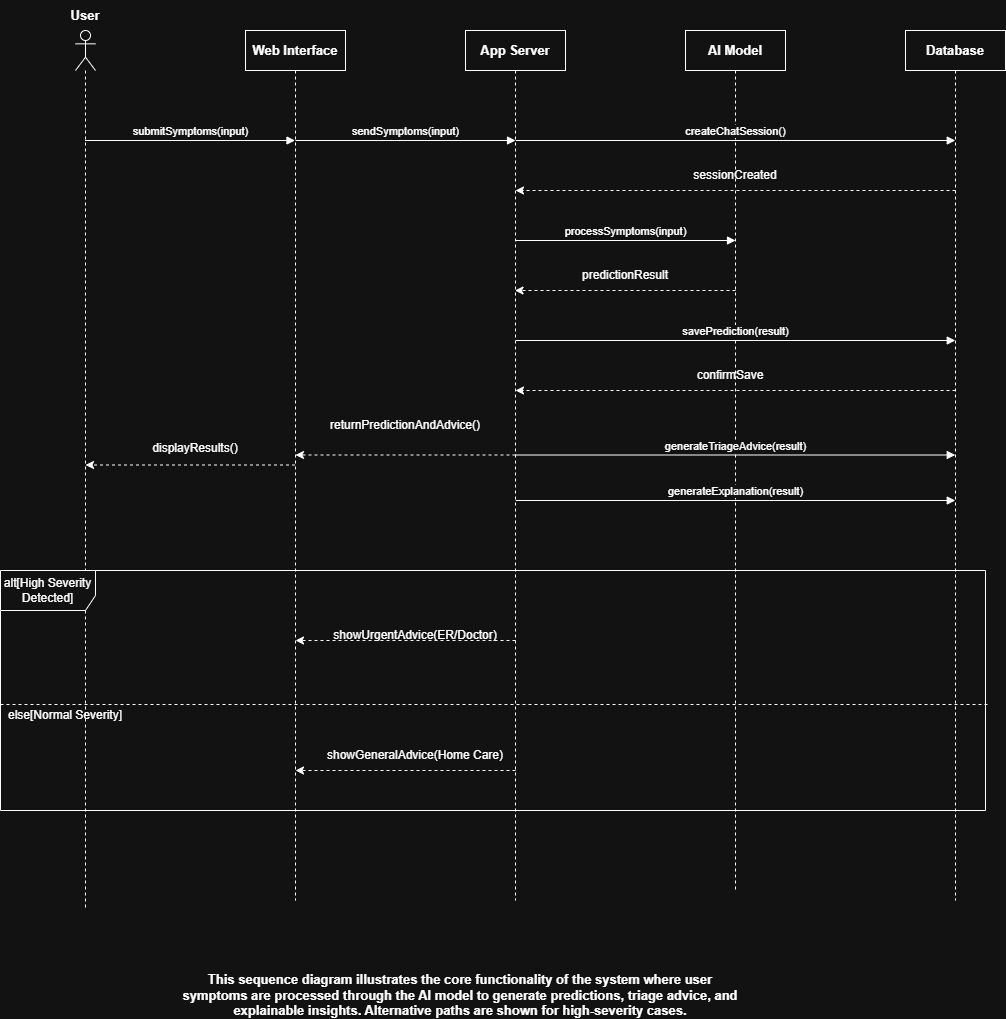 User
Web Interface
App Server
AI Model
Database
submitSymptoms(input)
sendSymptoms(input)
createChatSession()
sessionCreated
processSymptoms(input)
predictionResult
savePrediction(result)
confirmSave
returnPredictionAndAdvice()
displayResults()
generateTriageAdvice(result)
generateExplanation(result)
alt[High Severity
Detected]
showUrgentAdvice(ER/Doctor)
else[Normal Severity]
showGeneralAdvice(Home Care)
This sequence diagram illustrates the core functionality of the system where user
symptoms are processed through the AI model to generate predictions, triage advice, and
explainable insights. Alternative paths are shown for high-severity cases.